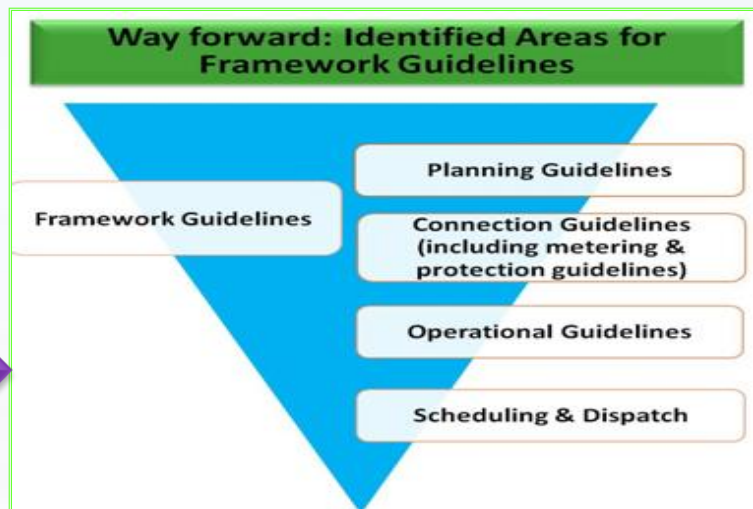 Way forward: Identified Areas for
Framework Guidelines
Framework Guidelines
Planning Guidelines
Connection Guidelines
(including metering &
protection guidelines)
Operational Guidelines
Scheduling & Dispatch